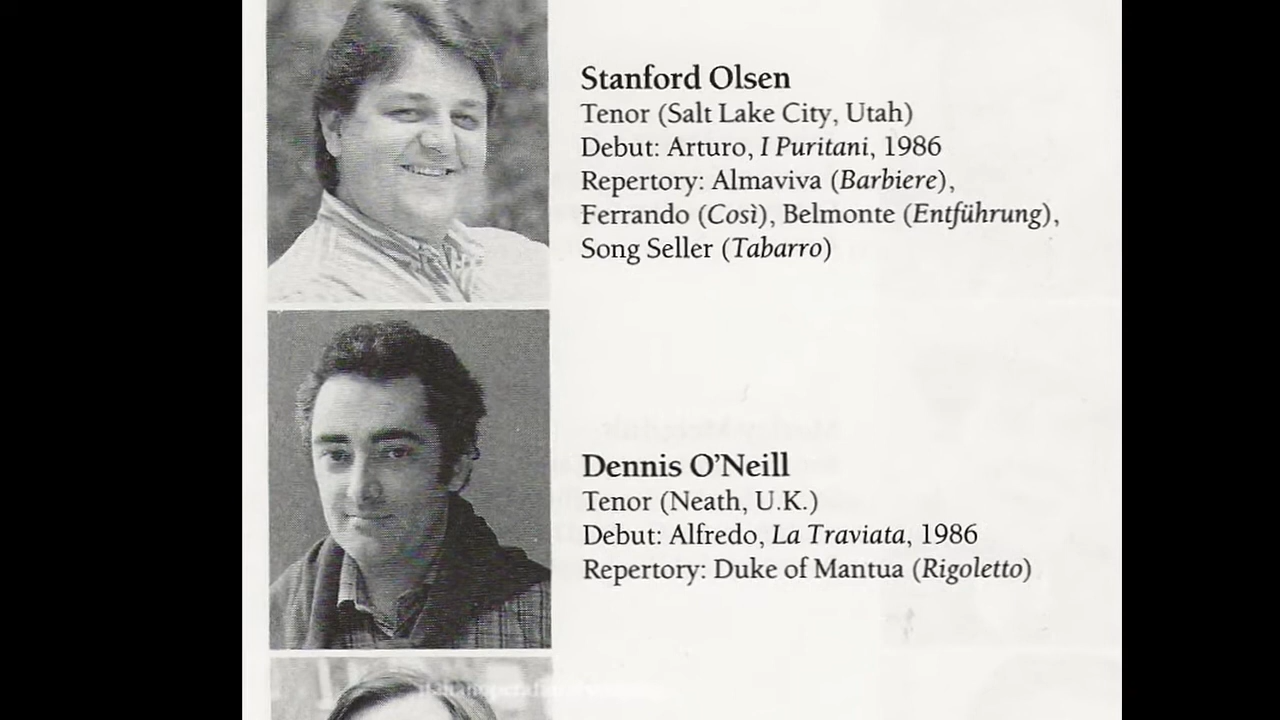 Stanford Olsen
Tenor (Salt Lake City, Utah)
Debut: Arturo, I Puritani, 1986
Repertory: Almaviva (Barbiere),
Ferrando (Così), Belmonte (Entführung),
Song Seller (Tabarro)
Dennis O'Neill
Tenor (Neath, U.K.)
Debut: Alfredo, La Traviata, 1986
Repertory: Duke of Mantua (Rigoletto)